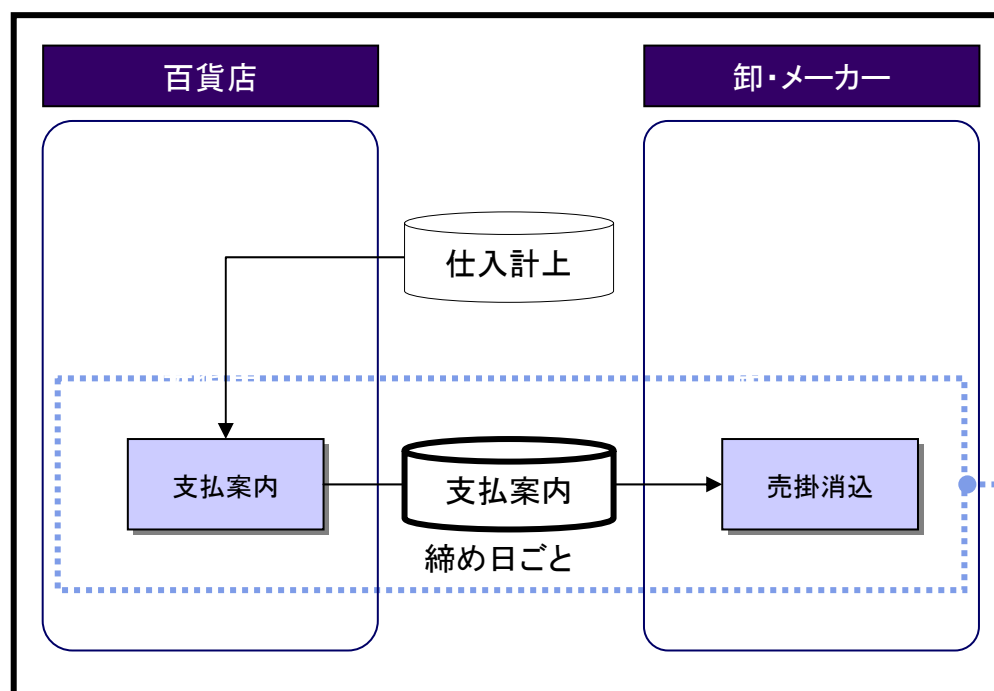 百貨店
卸・メーカー
仕入計上
支払案内
支払案内
売掛消込
締め日ごと